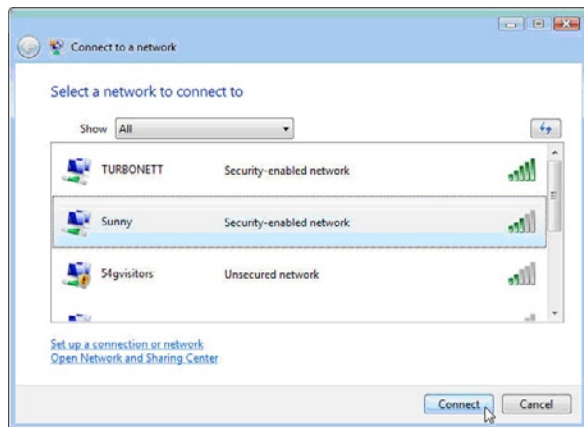 Connect to a network
Select a network to connect to
Show All
TURBONETT Security-enabled network
Sunny Security-enabled network
54gvisitors Unsecured network
Set up a connection or network
Open Network and Sharing Center
Connect Cancel